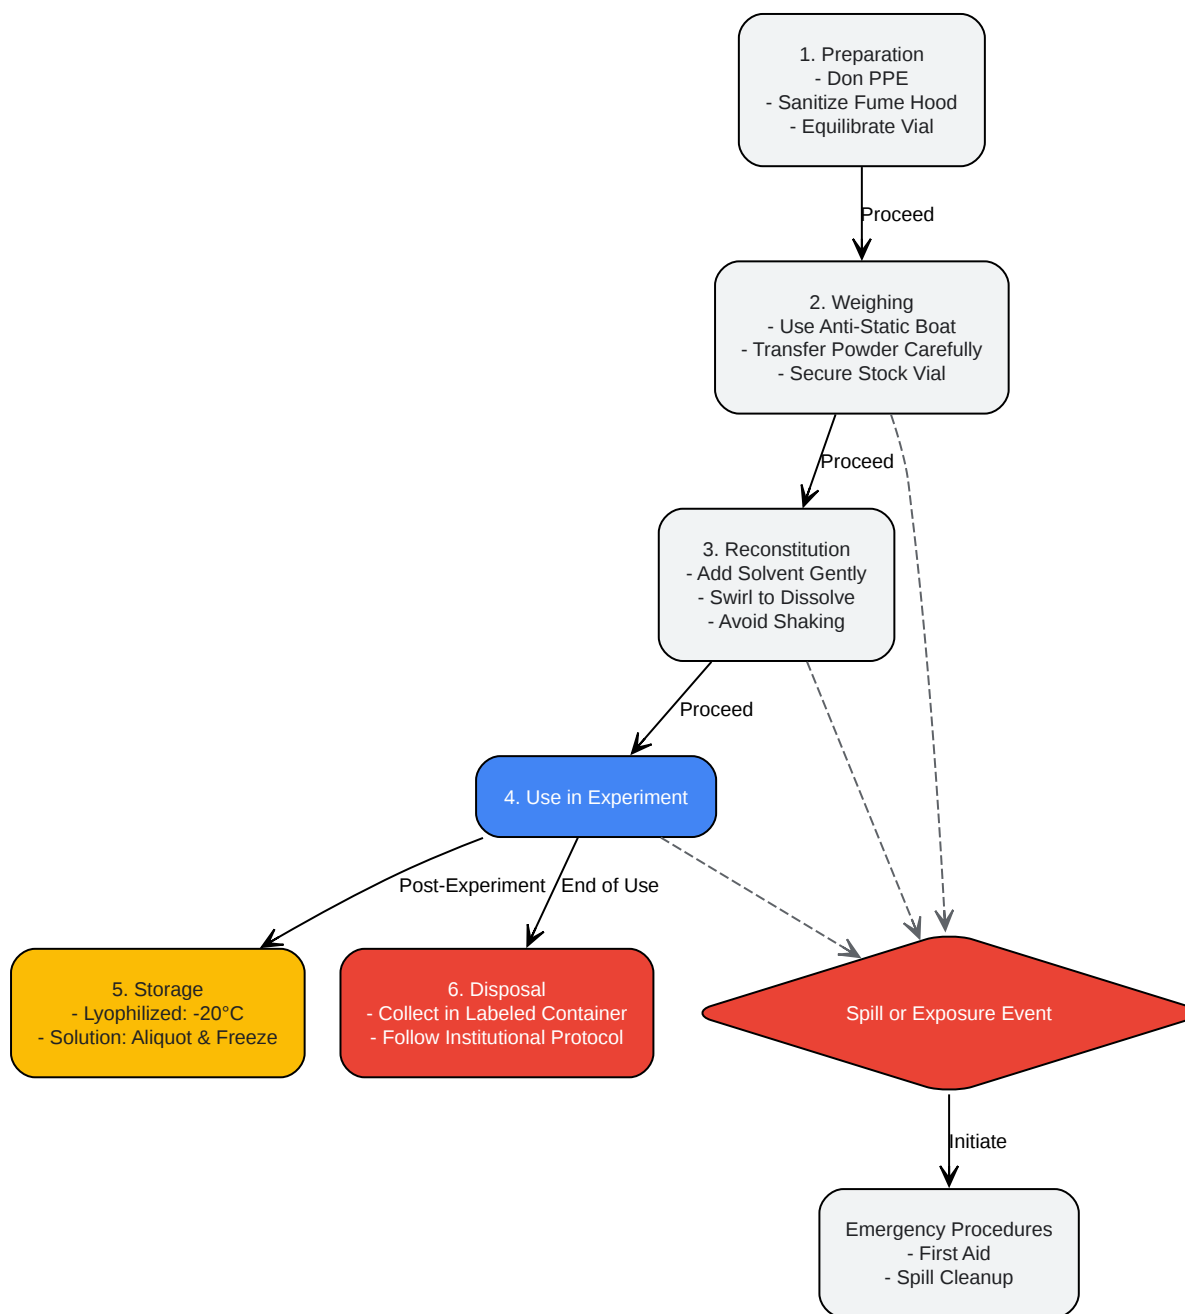 1. Preparation
- Don PPE
- Sanitize Fume Hood
- Equilibrate Vial
Proceed
2. Weighing
- Use Anti-Static Boat
- Transfer Powder Carefully
- Secure Stock Vial
Proceed
3. Reconstitution
- Add Solvent Gently
- Swirl to Dissolve
- Avoid Shaking
Proceed
4. Use in Experiment
Post-Experiment
End of Use
5. Storage
- Lyophilized: -20°C
- Solution: Aliquot & Freeze
6. Disposal
- Collect in Labeled Container
- Follow Institutional Protocol
Spill or Exposure Event
Initiate
Emergency Procedures
- First Aid
- Spill Cleanup